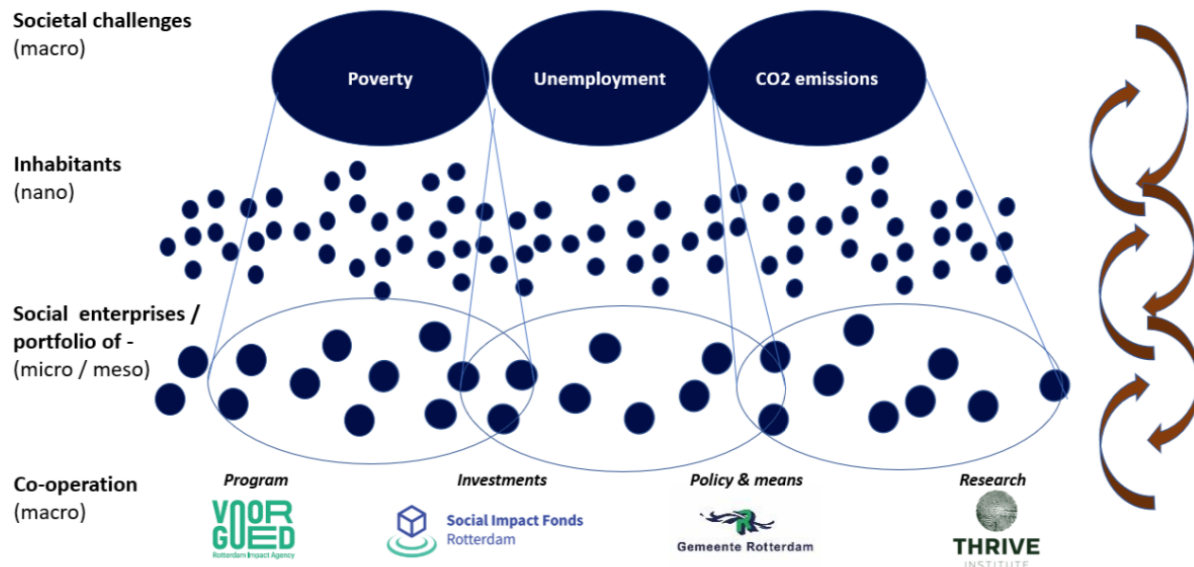 Societal challenges
(macro)
Poverty
Unemployment
CO2 emissions
Inhabitants
(nano)
Social enterprises /
portfolio of -
(micro / meso)
Co-operation
(macro)
Program
Investments
Policy & means
Research
VOOR
GOED
Rotterdam Impact Agency
Social Impact Fonds
Rotterdam
Gemeente Rotterdam
THRIVE
INSTITUTE